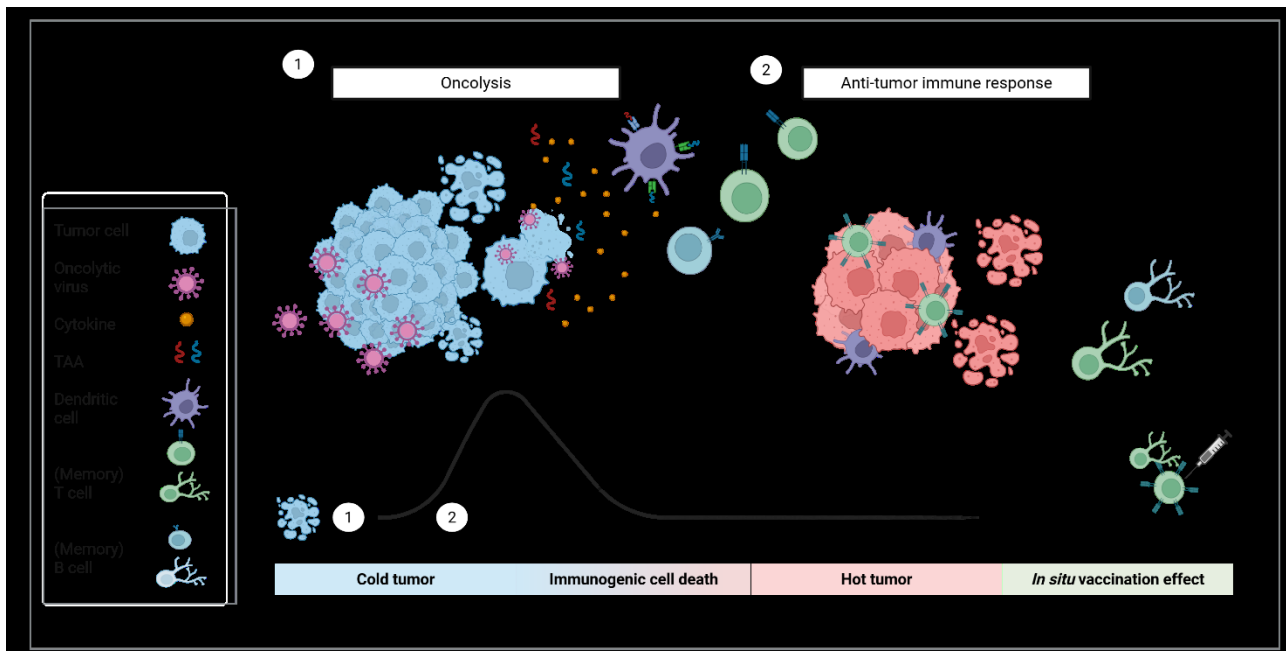 1
Oncolysis
2
Anti-tumor immune response
Tumor cell
Oncolytic
virus
Cytokine
TAA
Dendritic
cell
(Memory)
T cell
(Memory)
B cell
1
2
Cold tumor
Immunogenic cell death
Hot tumor
In situ vaccination effect